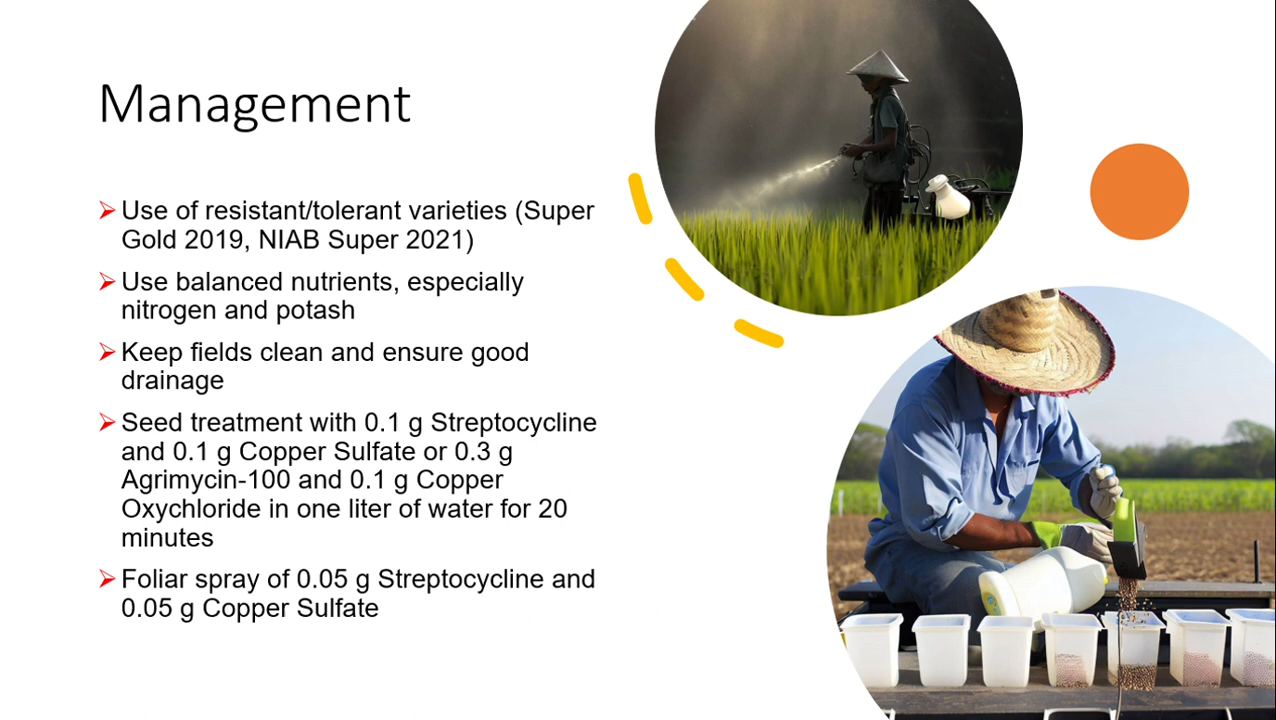 Management
Use of resistant/tolerant varieties (Super
Gold 2019, NIAB Super 2021)
Use balanced nutrients, especially
nitrogen and potash
Keep fields clean and ensure good
drainage
Seed treatment with 0.1 g Streptocycline
and 0.1 g Copper Sulfate or 0.3 g
Agrimycin-100 and 0.1 g Copper
Oxychloride in one liter of water for 20
minutes
Foliar spray of 0.05 g Streptocycline and
0.05 g Copper Sulfate